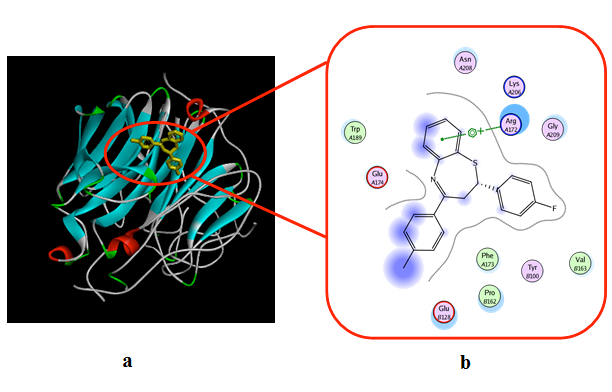 Asn
A208
Lys
A206
Arg
A172
Gly
A209
Trp
A189
Glu
A174
S
N
F
Phe
A173
Tyr
B100
Val
B163
Pro
B162
Glu
B128
a
b